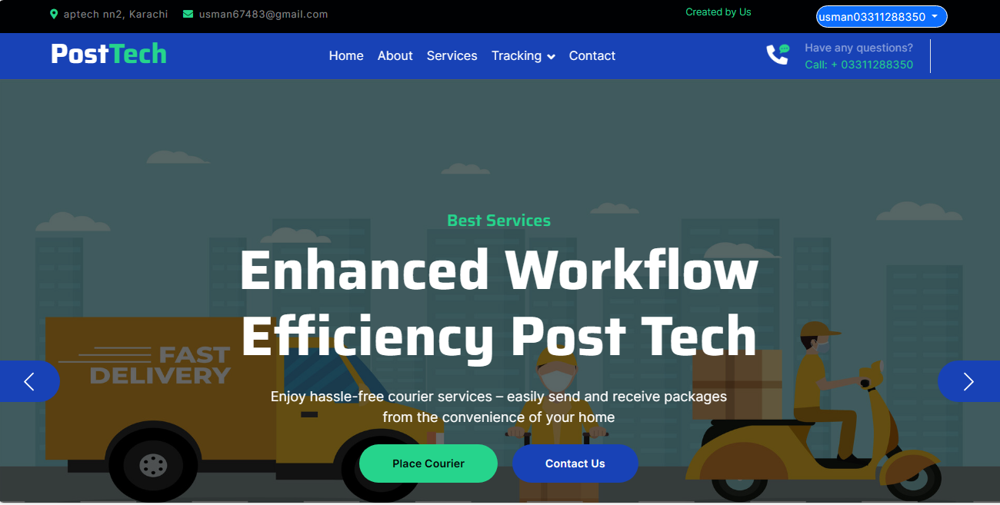 aptech nn2, Karachi usman67483@gmail.com Created by Us usman03311288350
PostTech Home About Services Tracking Contact Have any questions?
Call: + 03311288350
Best Services
Enhanced Workflow
Efficiency Post Tech
FAST
DELIVERY
Enjoy hassle-free courier services – easily send and receive packages
from the convenience of your home
Place Courier Contact Us